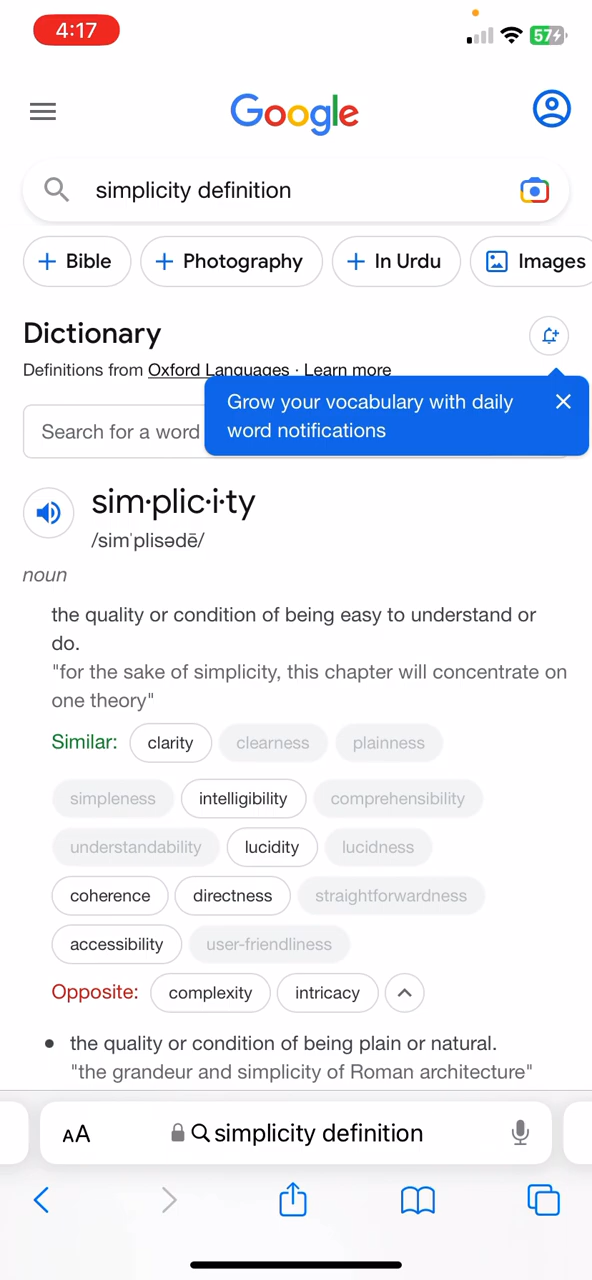 4:17
57
Google
simplicity definition
Bible
Photography
In Urdu
Images
Dictionary
Definitions from Oxford Languages · Learn more
Grow your vocabulary with daily
word notifications
Search for a word
sim·plic·i·ty
/simˈplisədē/
noun
the quality or condition of being easy to understand or
do.
"for the sake of simplicity, this chapter will concentrate on
one theory"
Similar: clarity clearness plainness
simpleness intelligibility comprehensibility
understandability lucidity lucidness
coherence directness straightforwardness
accessibility user-friendliness
Opposite: complexity intricacy
• the quality or condition of being plain or natural.
"the grandeur and simplicity of Roman architecture"
AA simplicity definition